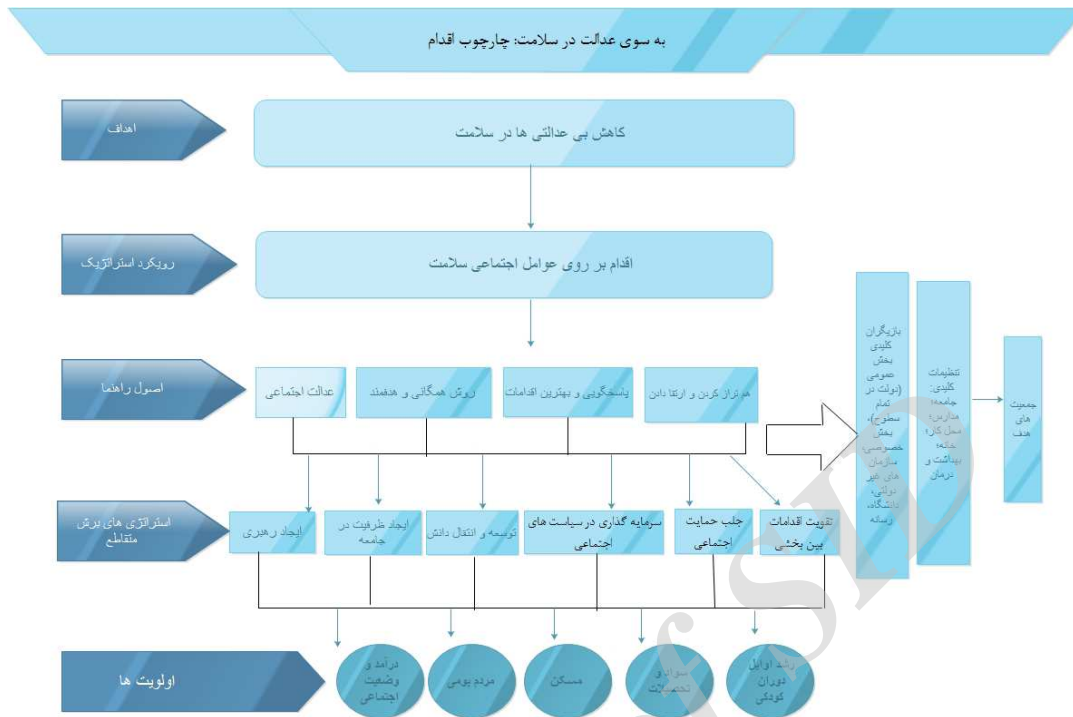 به سوی عدالت در سلامت: چارچوب اقدام
اهداف
کاهش بی عدالتی ها در سلامت
رویکرد استراتژیک
اقدام بر روی عوامل اجتماعی سلامت
اصول راهنما
هم تراز کردن و ارتقا دادن
پاسخگویی و بهترین اقدامات
روش همگانی و هدفمند
عدالت اجتماعی
استراتژی های برش
متقاطع
تقویت اقدامات
بین بخشی
جلب حمایت
اجتماعی
سرمایه گذاری در سیاست های
اجتماعی
توسعه و انتقال دانش
ایجاد ظرفیت در
جامعه
ایجاد رهبری
اولویت ها
رشد اوایل
دوران
کودکی
سواد و
تحصیلات
مسکن
مردم بومی
درآمد و
وضعیت
اجتماعی
بازیگران
کلیدی
بخش
عمومی
(دولت در
تمام
سطوح)،
بخش
خصوصی،
سازمان
های غیر
دولتی،
دانشگاه،
رسانه
تنظیمات
کلیدی:
جامعه؛
مدارس؛
محل کار؛
خانه؛
بهداشت و
درمان
جمعیت
های
هدف
of SID